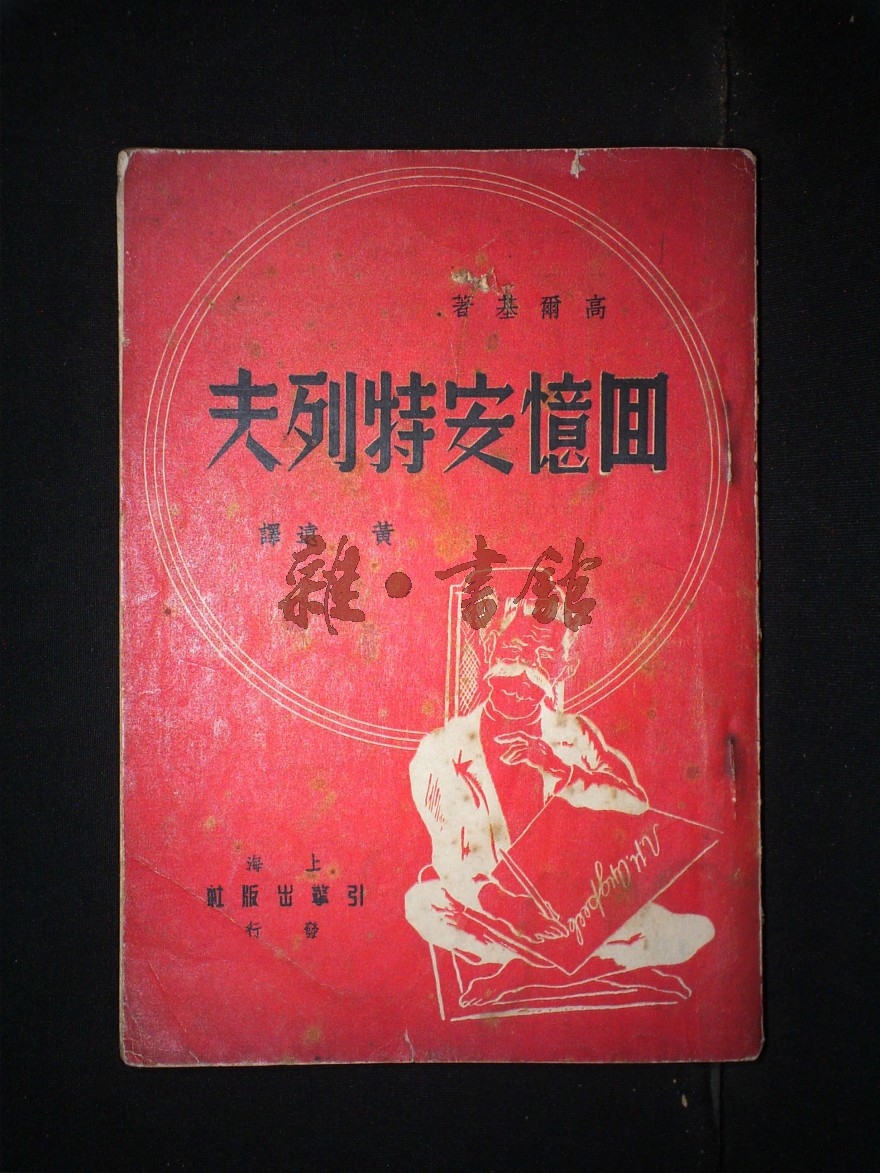 高爾基著
回憶安特列夫
黃遠譯
雜·書館
上海
引擎出版社
發行